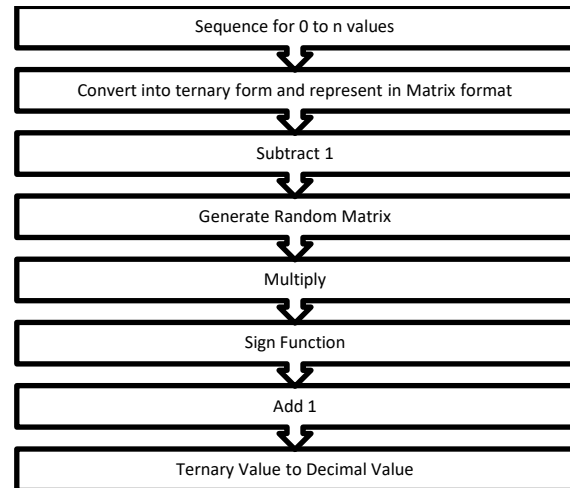 Sequence for 0 to n values
Convert into ternary form and represent in Matrix format
Subtract 1
Generate Random Matrix
Multiply
Sign Function
Add 1
Ternary Value to Decimal Value